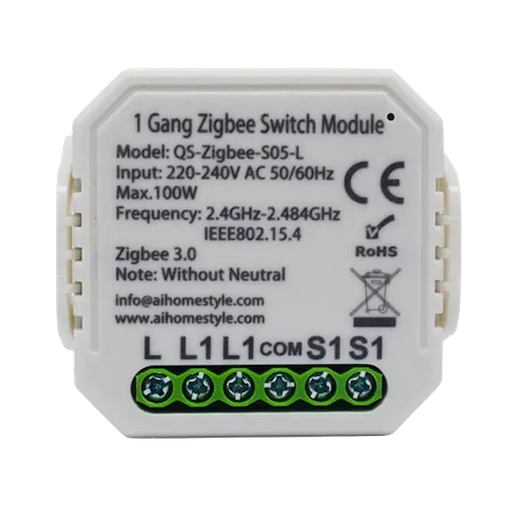 1 Gang Zigbee Switch Module
Model: QS-Zigbee-S05-L
Input: 220-240V AC 50/60Hz
Max.100W
Frequency: 2.4GHz-2.484GHz
IEEE802.15.4
Zigbee 3.0
Note: Without Neutral
info@aihomestyle.com
www.aihomestyle.com
CE
RoHS
L L1 L1 COM S1 S1